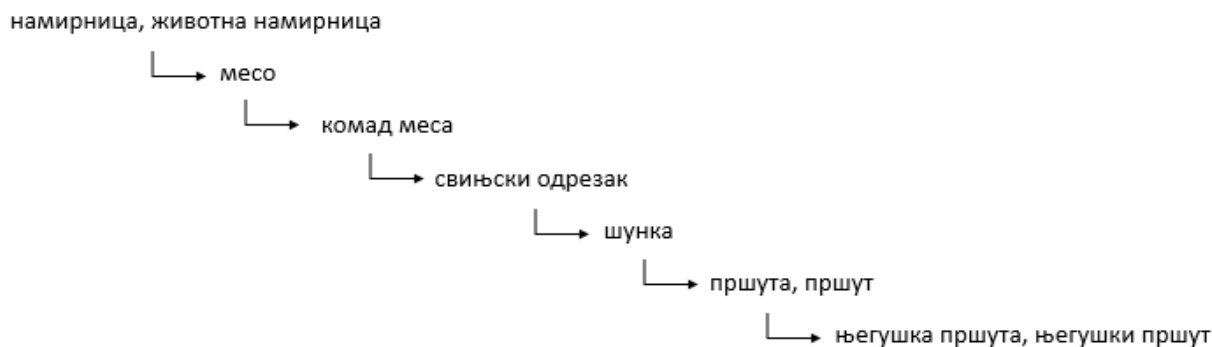 намирница, животна намирница
месо
комад меса
свињски одрезак
шунка
пршута, пршут
његушка пршута, његушки пршут